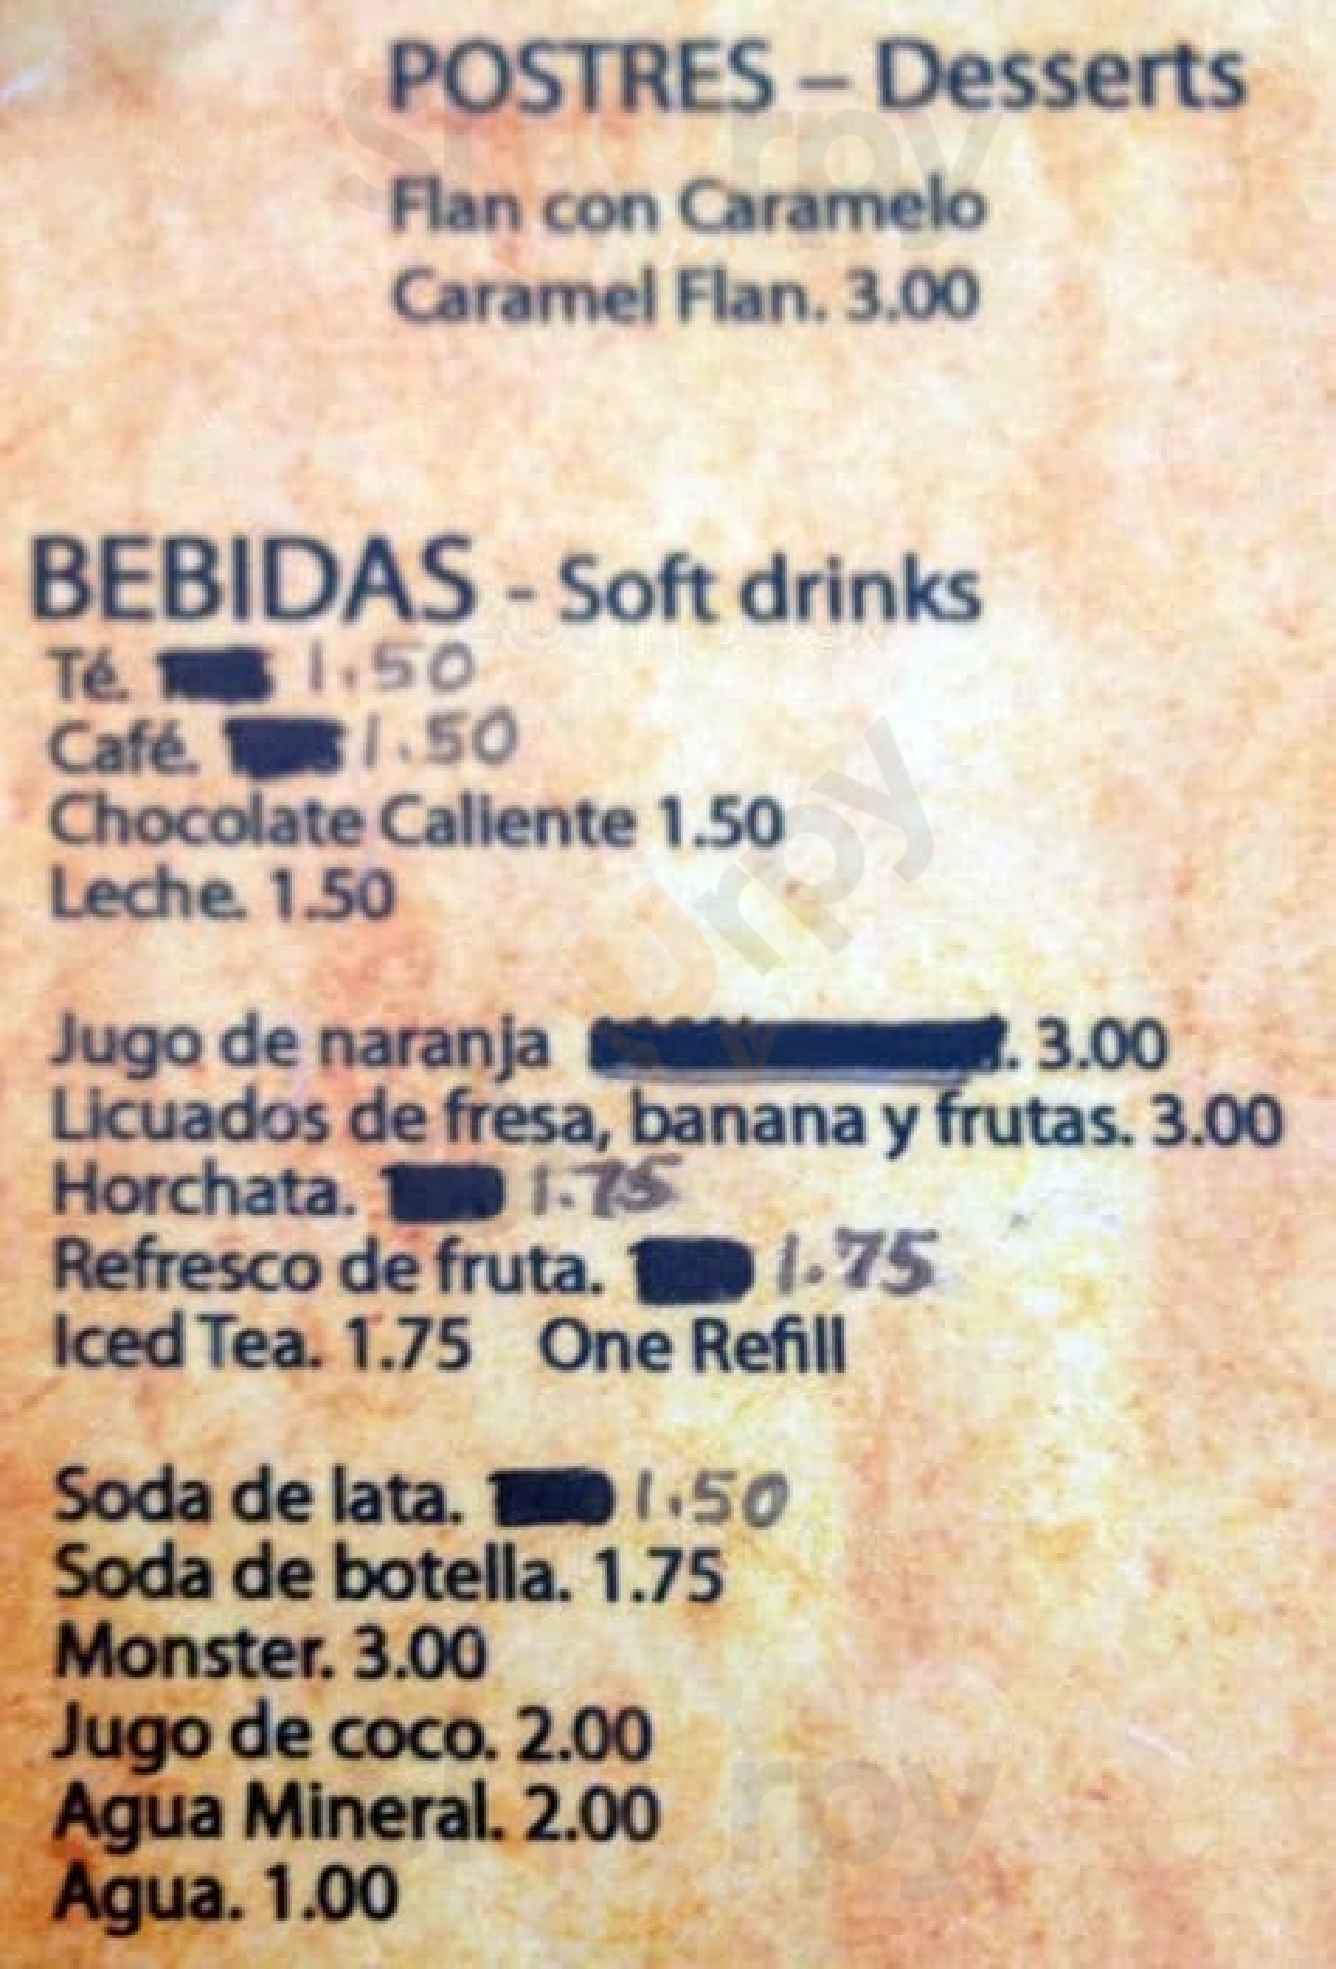 POSTRES – Desserts
Flan con Caramelo
Caramel Flan. 3.00
BEBIDAS - Soft drinks
Té. 1.50
Café. 1.50
Chocolate Caliente 1.50
Leche. 1.50
Jugo de naranja . 3.00
Licuados de fresa, banana y frutas. 3.00
Horchata. 1.75
Refresco de fruta. 1.75
Iced Tea. 1.75 One Refill
Soda de lata. 1.50
Soda de botella. 1.75
Monster. 3.00
Jugo de coco. 2.00
Agua Mineral. 2.00
Agua. 1.00